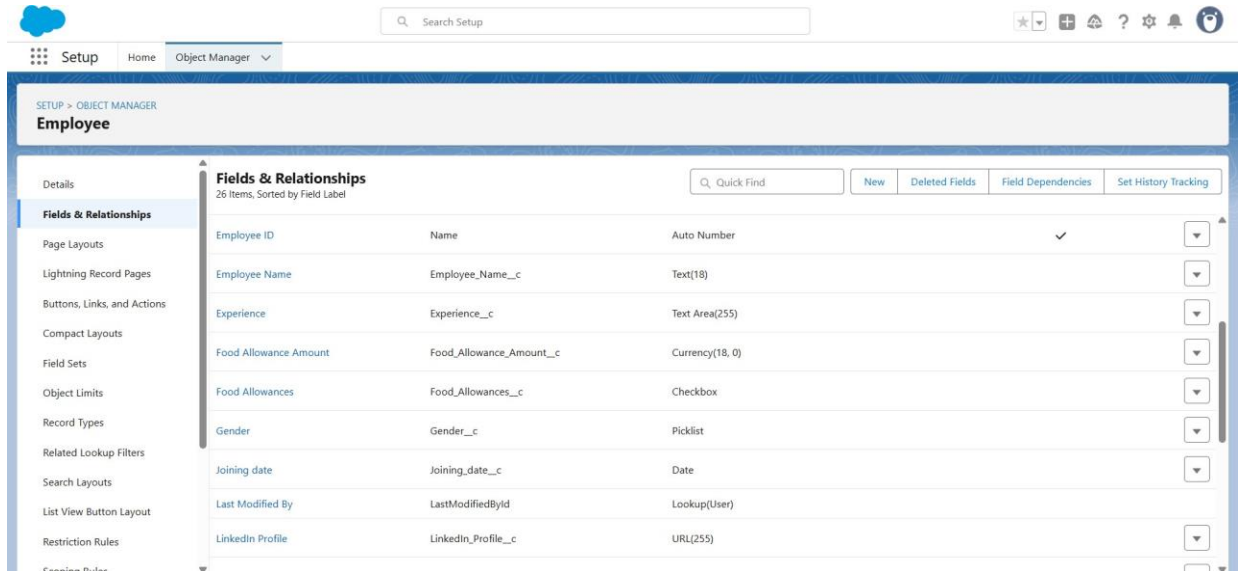 Search Setup
Setup
Home
Object Manager
SETUP > OBJECT MANAGER
Employee
Details
Fields & Relationships
Page Layouts
Lightning Record Pages
Buttons, Links, and Actions
Compact Layouts
Field Sets
Object Limits
Record Types
Related Lookup Filters
Search Layouts
List View Button Layout
Restriction Rules
Scoping Rules
Fields & Relationships
26 Items, Sorted by Field Label
Quick Find
New
Deleted Fields
Field Dependencies
Set History Tracking
Employee ID Name Auto Number
Employee Name Employee_Name__c Text(18)
Experience Experience__c Text Area(255)
Food Allowance Amount Food_Allowance_Amount__c Currency(18, 0)
Food Allowances Food_Allowances__c Checkbox
Gender Gender__c Picklist
Joining date Joining_date__c Date
Last Modified By LastModifiedById Lookup(User)
LinkedIn Profile LinkedIn_Profile__c URL(255)